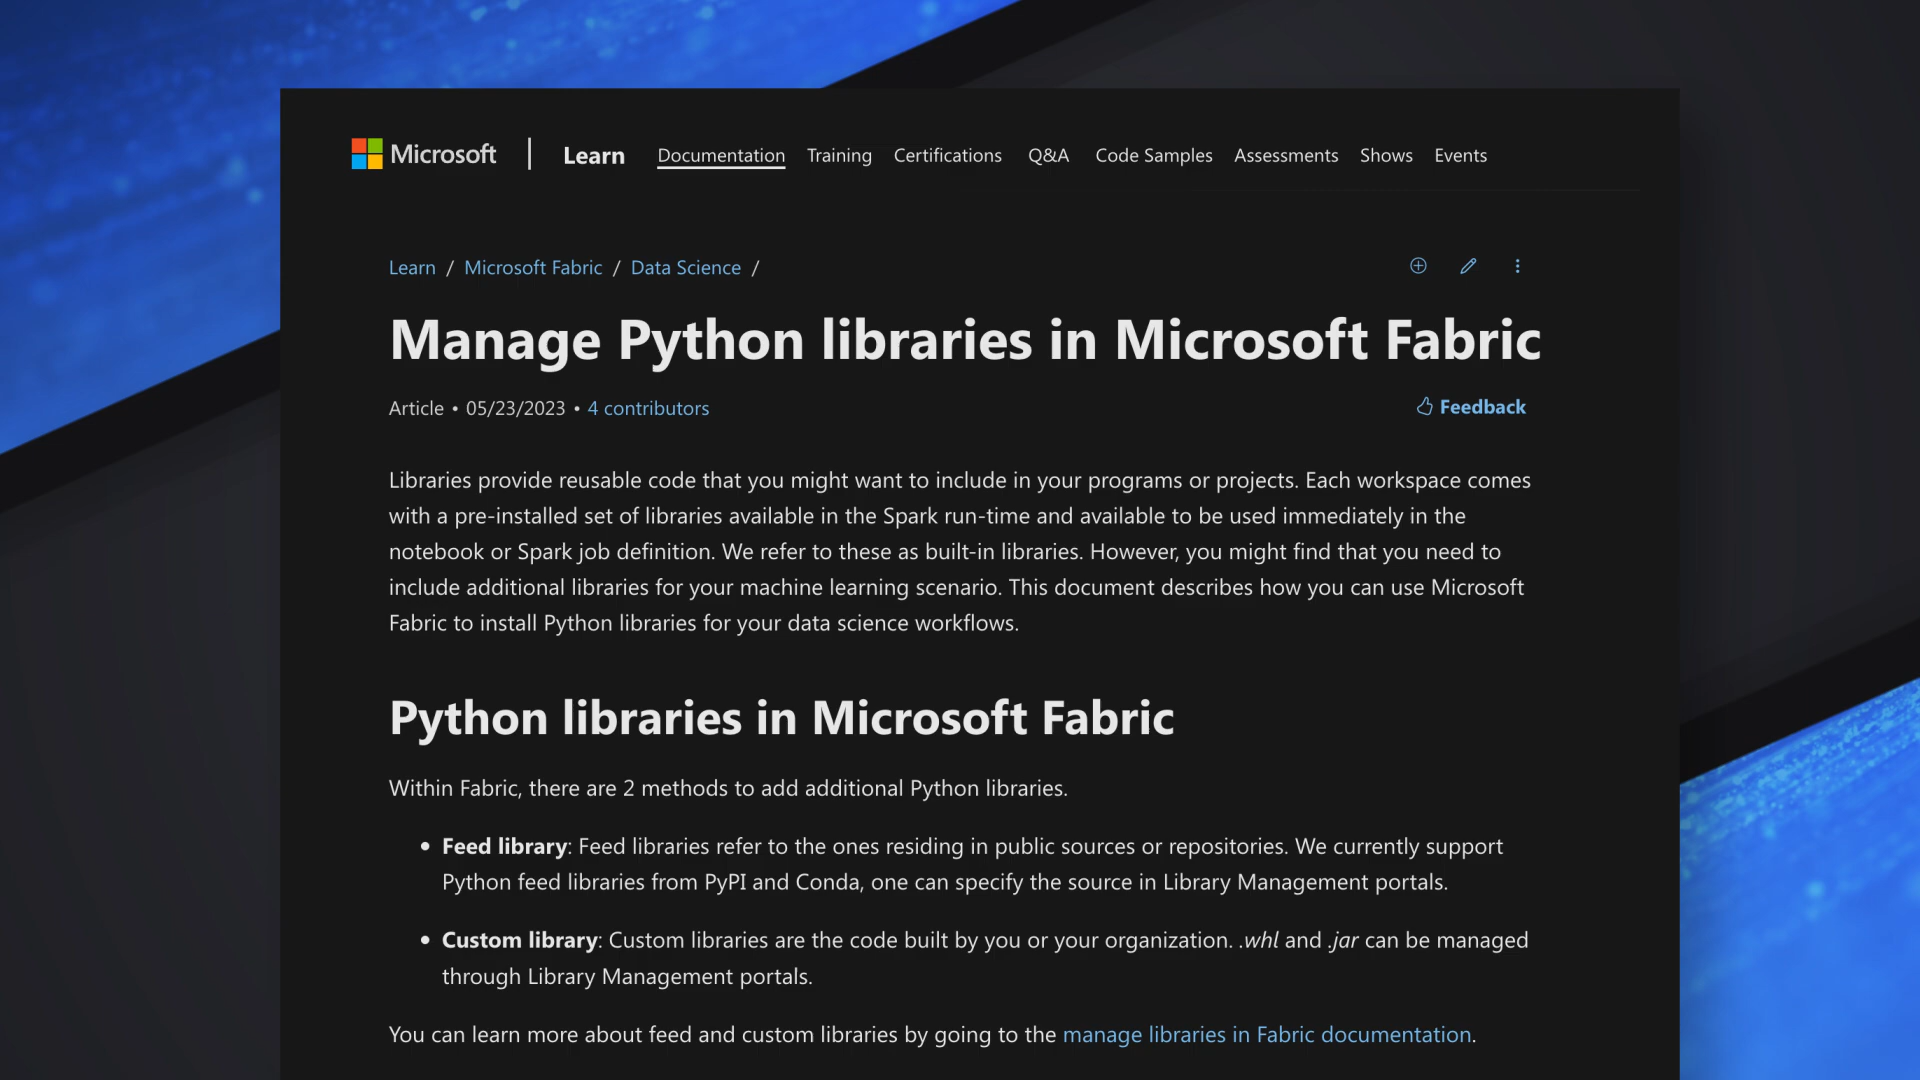 Microsoft | Learn Documentation Training Certifications Q&A Code Samples Assessments Shows Events
Learn / Microsoft Fabric / Data Science /
Manage Python libraries in Microsoft Fabric
Article • 05/23/2023 • 4 contributors
Feedback
Libraries provide reusable code that you might want to include in your programs or projects. Each workspace comes
with a pre-installed set of libraries available in the Spark run-time and available to be used immediately in the
notebook or Spark job definition. We refer to these as built-in libraries. However, you might find that you need to
include additional libraries for your machine learning scenario. This document describes how you can use Microsoft
Fabric to install Python libraries for your data science workflows.
Python libraries in Microsoft Fabric
Within Fabric, there are 2 methods to add additional Python libraries.
• Feed library: Feed libraries refer to the ones residing in public sources or repositories. We currently support
Python feed libraries from PyPI and Conda, one can specify the source in Library Management portals.
• Custom library: Custom libraries are the code built by you or your organization. .whl and .jar can be managed
through Library Management portals.
You can learn more about feed and custom libraries by going to the manage libraries in Fabric documentation.